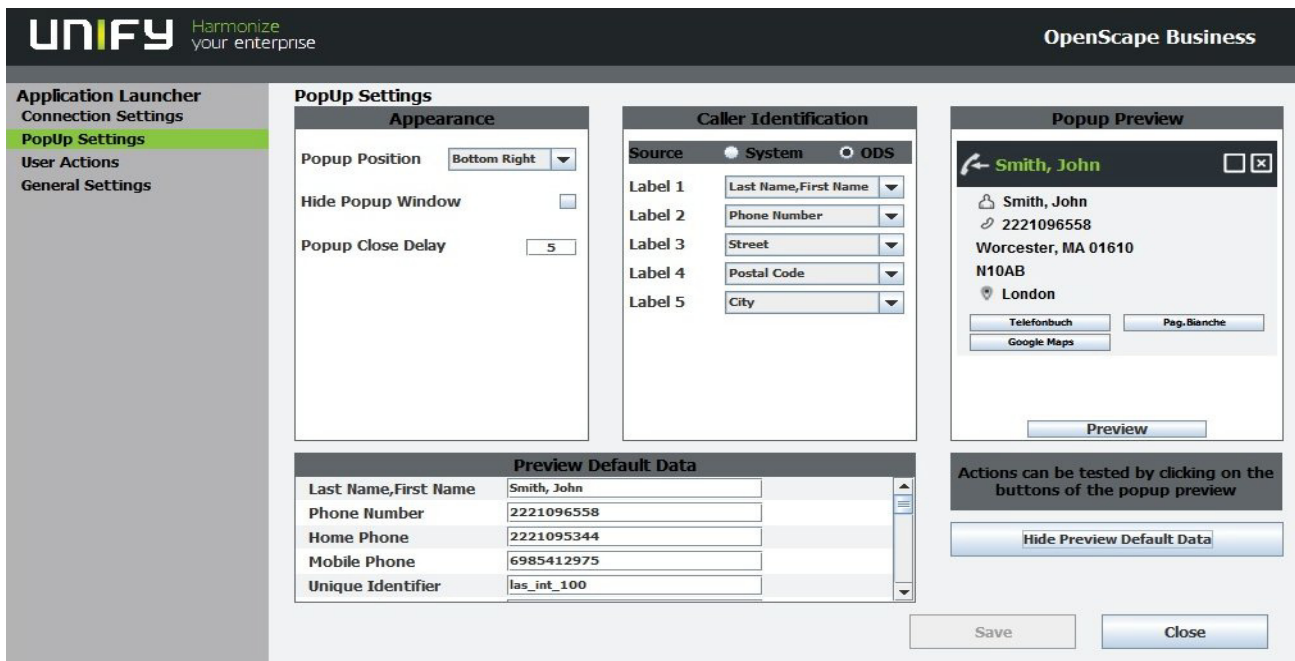 UNIFY Harmonize
your enterprise
OpenScape Business
Application Launcher
Connection Settings
PopUp Settings
User Actions
General Settings
PopUp Settings
Appearance
Popup Position Bottom Right
Hide Popup Window
Popup Close Delay 5
Caller Identification
Source System ODS
Label 1 Last Name,First Name
Label 2 Phone Number
Label 3 Street
Label 4 Postal Code
Label 5 City
Popup Preview
Smith, John
Smith, John
2221096558
Worcester, MA 01610
N10AB
London
Telefonbuch Pag.Bianche
Google Maps
Preview
Preview Default Data
Last Name,First Name Smith, John
Phone Number 2221096558
Home Phone 2221095344
Mobile Phone 6985412975
Unique Identifier las_int_100
Actions can be tested by clicking on the
buttons of the popup preview
Hide Preview Default Data
Save Close